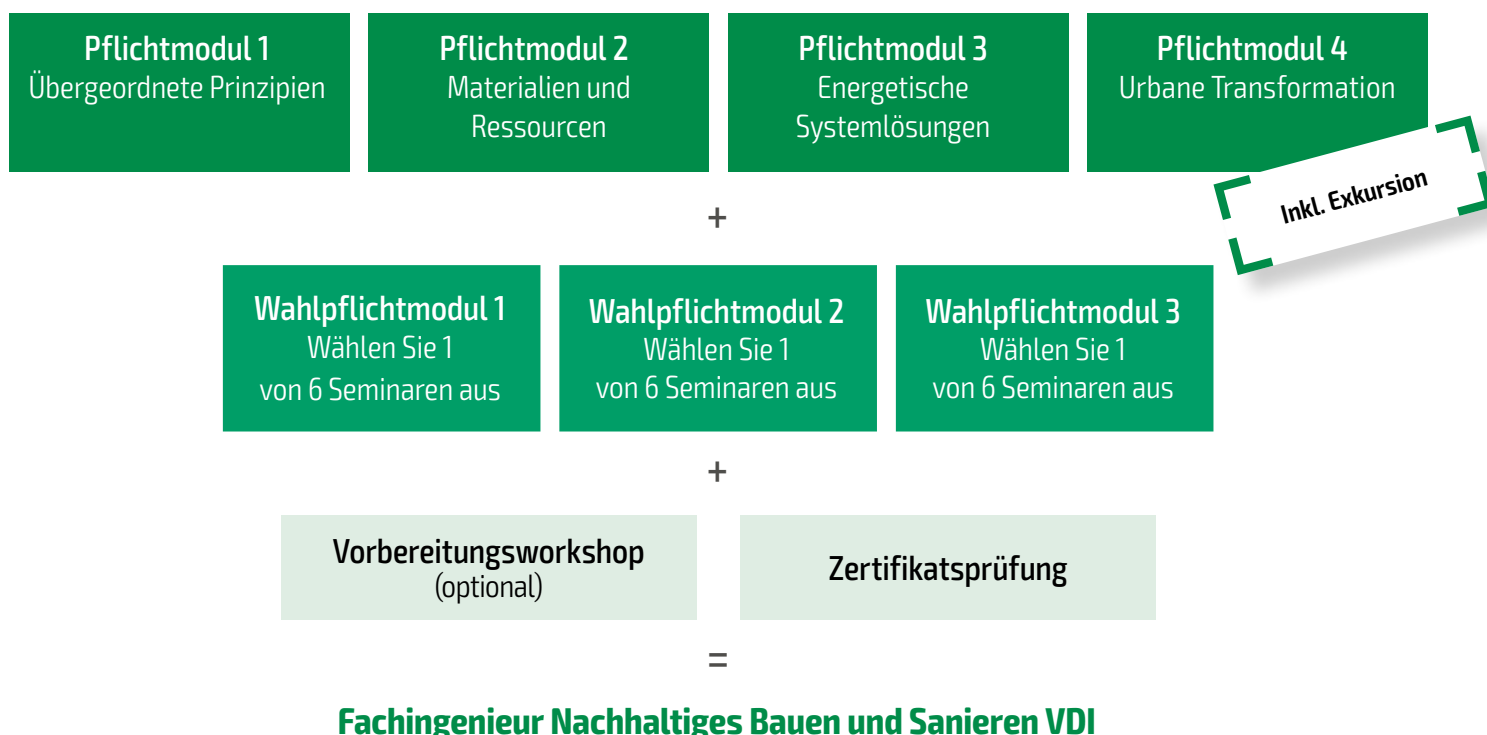 Pflichtmodul 1
Übergeordnete Prinzipien
Pflichtmodul 2
Materialien und
Ressourcen
Pflichtmodul 3
Energetische
Systemlösungen
Pflichtmodul 4
Urbane Transformation
Inkl. Exkursion
+
Wahlpflichtmodul 1
Wählen Sie 1
von 6 Seminaren aus
Wahlpflichtmodul 2
Wählen Sie 1
von 6 Seminaren aus
Wahlpflichtmodul 3
Wählen Sie 1
von 6 Seminaren aus
+
Vorbereitungsworkshop
(optional)
Zertifikatsprüfung
=
Fachingenieur Nachhaltiges Bauen und Sanieren VDI